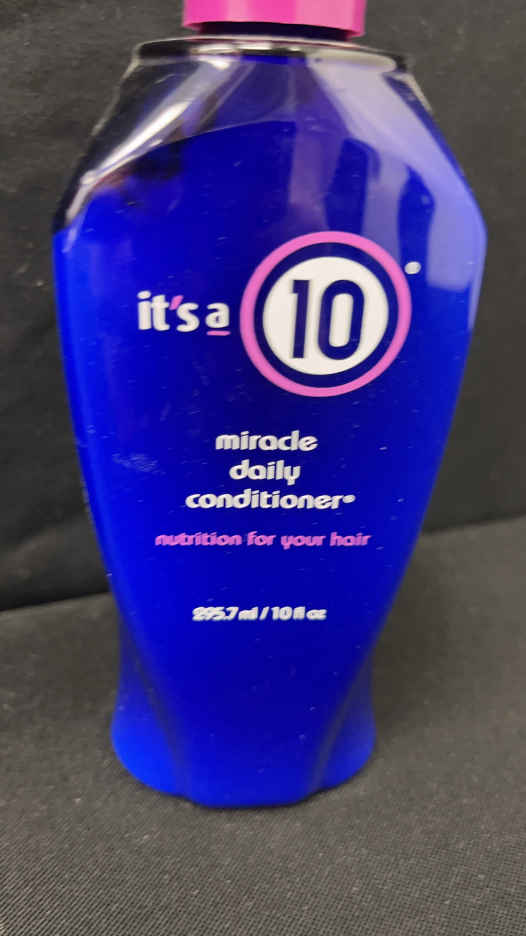 it's a 10®
miracle
daily
conditioner®
nutrition for your hair
295.7 ml / 10 fl oz